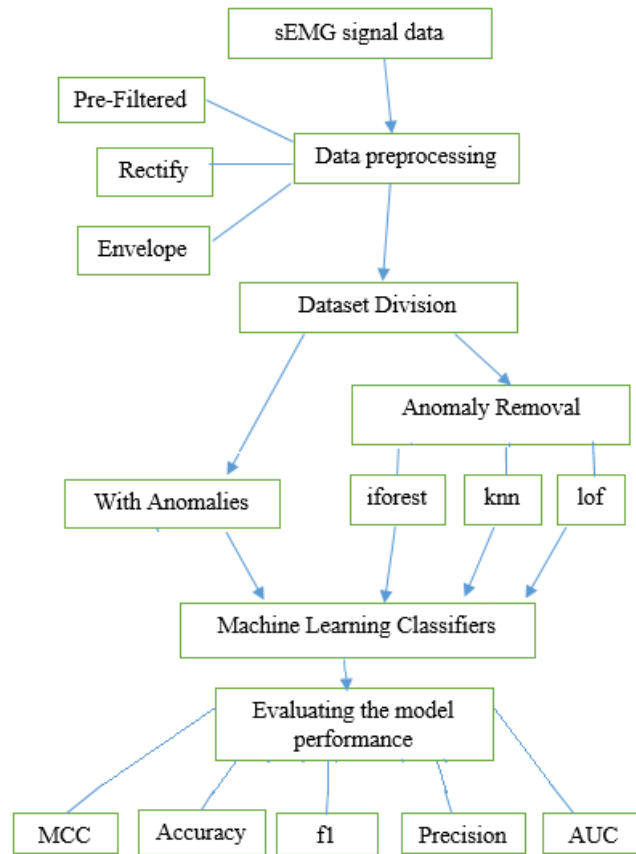 sEMG signal data
Pre-Filtered
Data preprocessing
Rectify
Envelope
Dataset Division
Anomaly Removal
With Anomalies
iforest
knn
lof
Machine Learning Classifiers
Evaluating the model
performance
MCC
Accuracy
f1
Precision
AUC